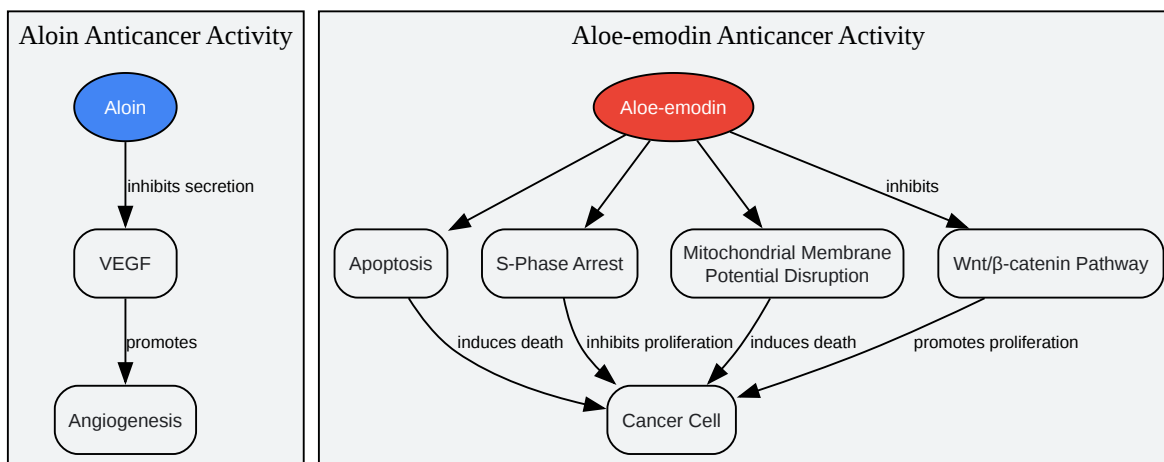 Aloin Anticancer Activity
Aloin
inhibits secretion
VEGF
promotes
Angiogenesis
Aloe-emodin Anticancer Activity
Aloe-emodin
inhibits
Apoptosis
S-Phase Arrest
Mitochondrial Membrane
Potential Disruption
Wnt/β-catenin Pathway
induces death
inhibits proliferation
induces death
promotes proliferation
Cancer Cell